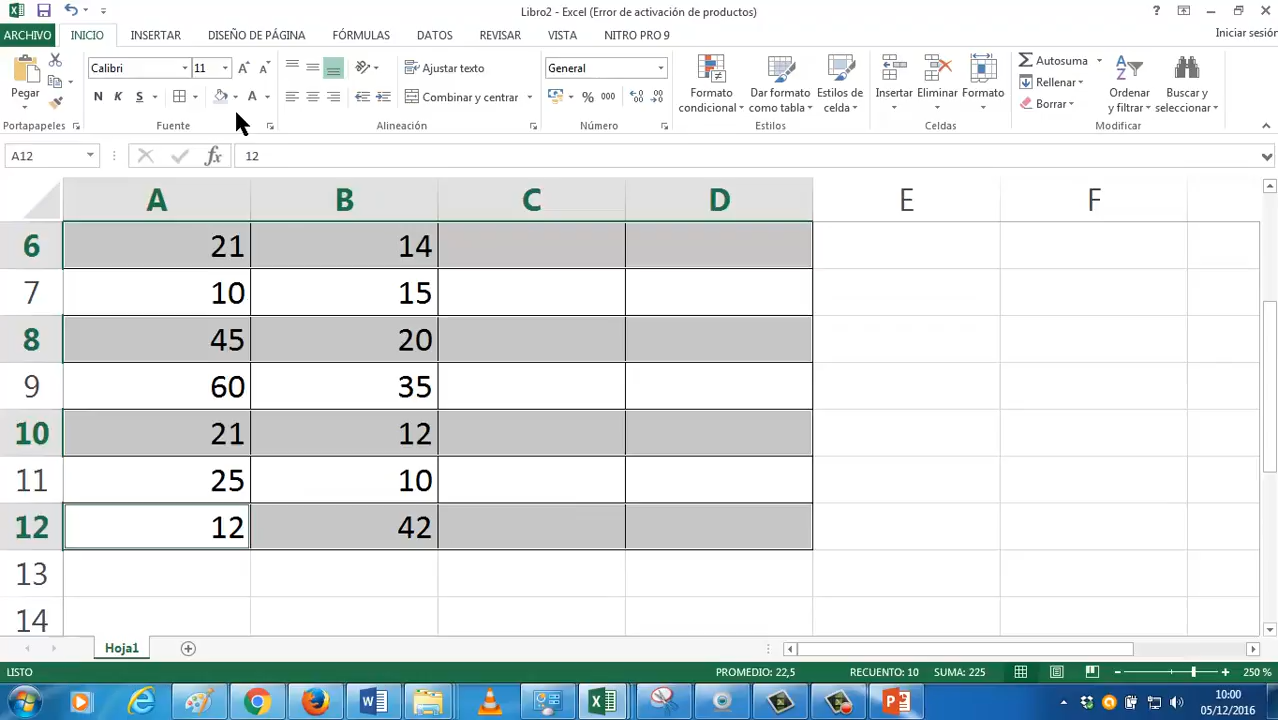 Libro2 - Excel (Error de activación de productos)
ARCHIVO INICIO INSERTAR DISEÑO DE PÁGINA FÓRMULAS DATOS REVISAR VISTA NITRO PRO 9
Iniciar sesión
Calibri 11 Ajustar texto General Autosuma
Pegar Formato condicional Dar formato como tabla Estilos de celda Insertar Eliminar Formato Rellenar Ordenar y filtrar Buscar y seleccionar
N K S Combinar y centrar % 000 Borrar
Portapapeles Fuente Alineación Número Estilos Celdas Modificar
A12 fx 12
A B C D E F
6 21 14
7 10 15
8 45 20
9 60 35
10 21 12
11 25 10
12 12 42
13
14
Hoja1
LISTO PROMEDIO: 22,5 RECUENTO: 10 SUMA: 225 250 %
10:00
05/12/2016